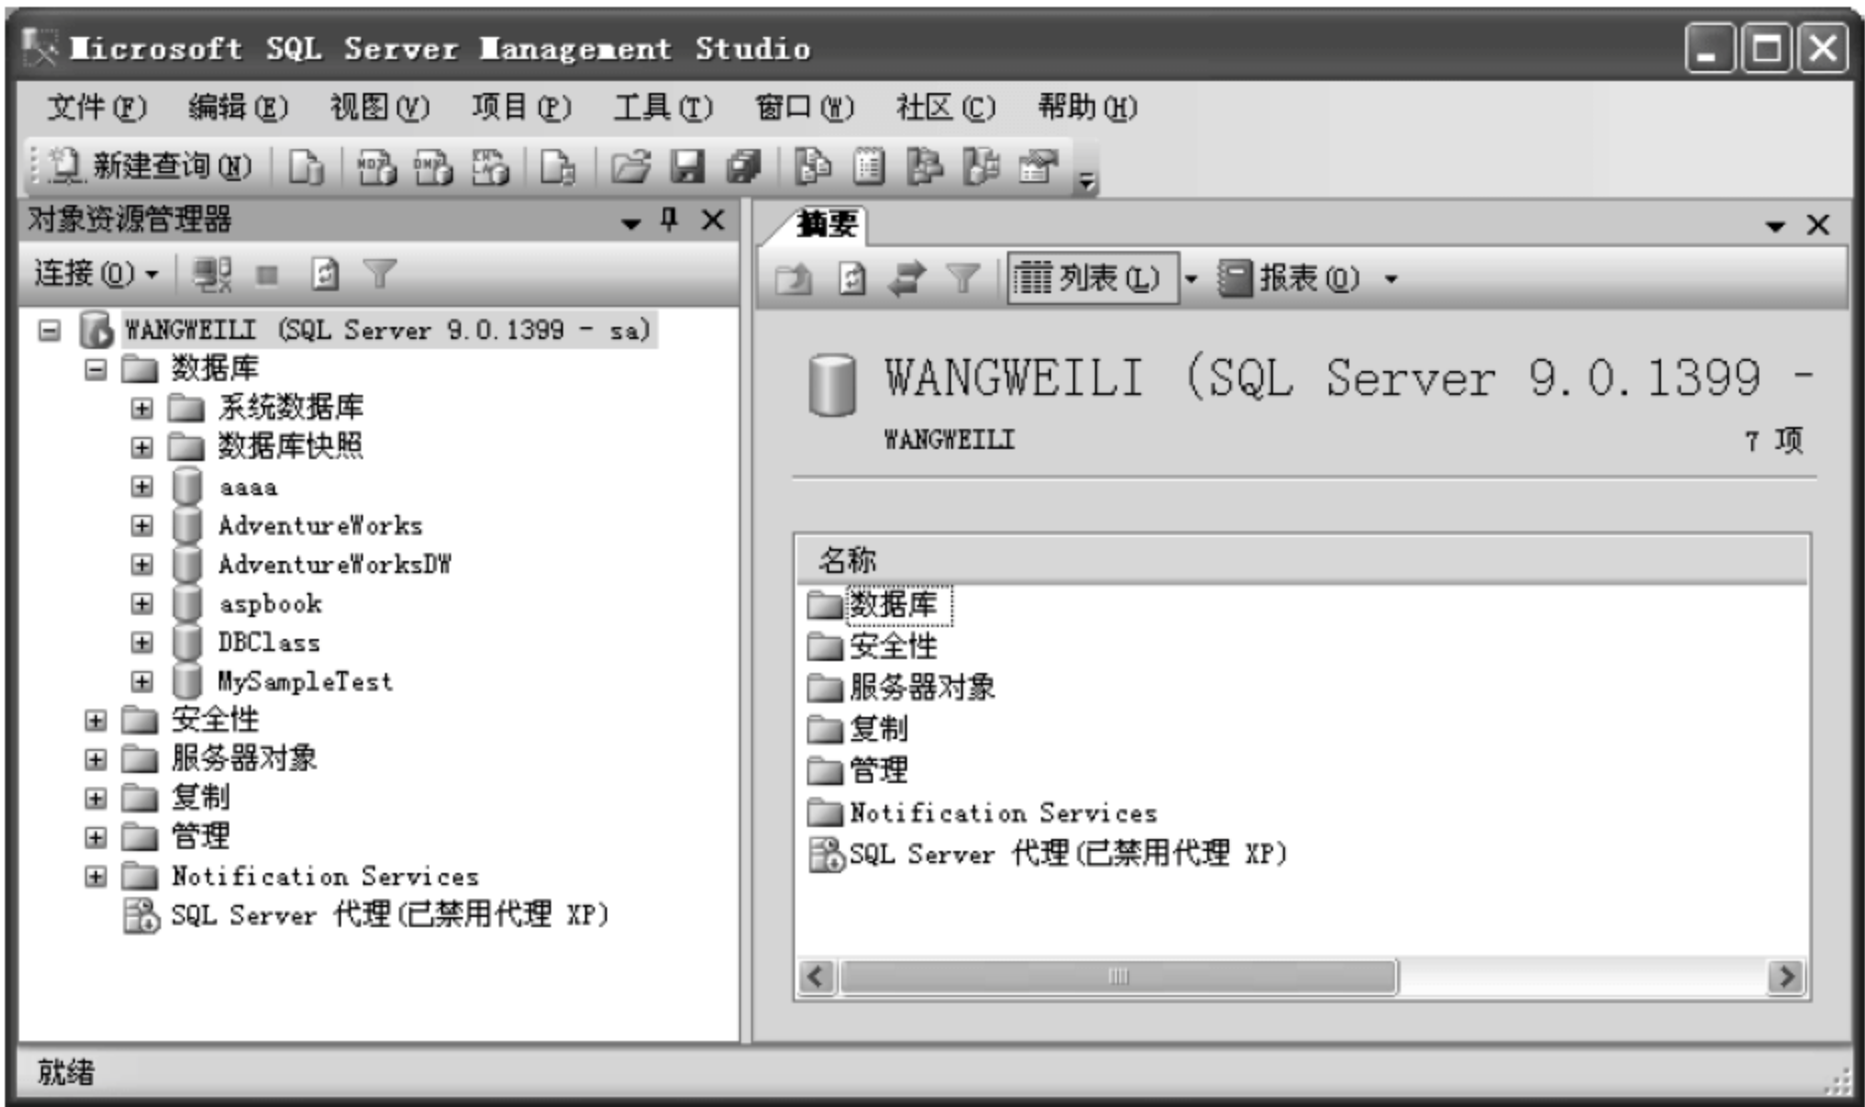 Microsoft SQL Server Management Studio
文件(F) 编辑(E) 视图(V) 项目(P) 工具(T) 窗口(W) 社区(C) 帮助(H)
新建查询(N)
对象资源管理器
连接(O)
WANGWEILI (SQL Server 9.0.1399 - sa)
数据库
系统数据库
数据库快照
aaaa
AdventureWorks
AdventureWorksDW
aspbook
DBClass
MySampleTest
安全性
服务器对象
复制
管理
Notification Services
SQL Server 代理(已禁用代理 XP)
摘要
列表(L) 报表(O)
WANGWEILI (SQL Server 9.0.1399 -
WANGWEILI 7 项
名称
数据库
安全性
服务器对象
复制
管理
Notification Services
SQL Server 代理(已禁用代理 XP)
就绪